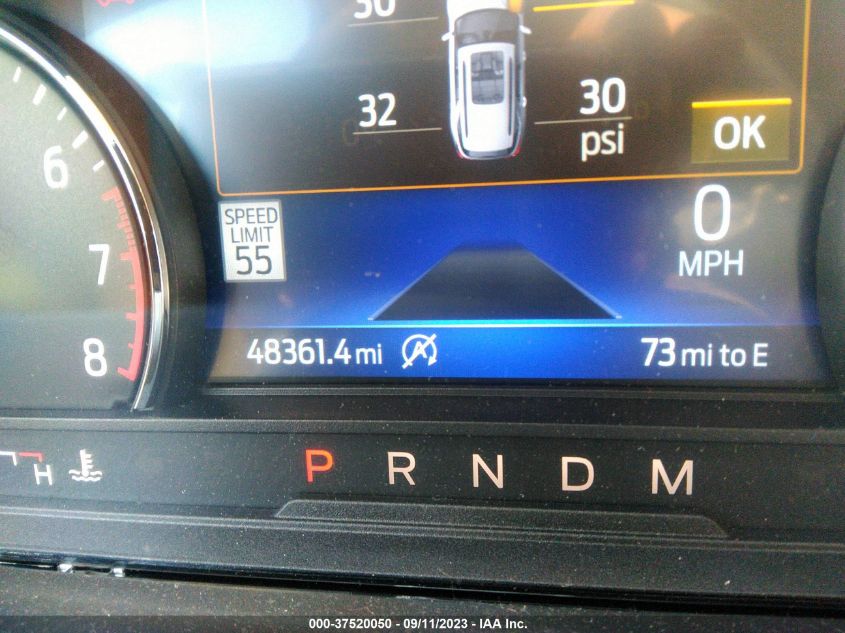 30
32 30
psi
OK
6
7
8
SPEED
LIMIT
55
0
MPH
48361.4 mi A 73 mi to E
H P R N D M
000-37520050 - 09/11/2023 - IAA Inc.